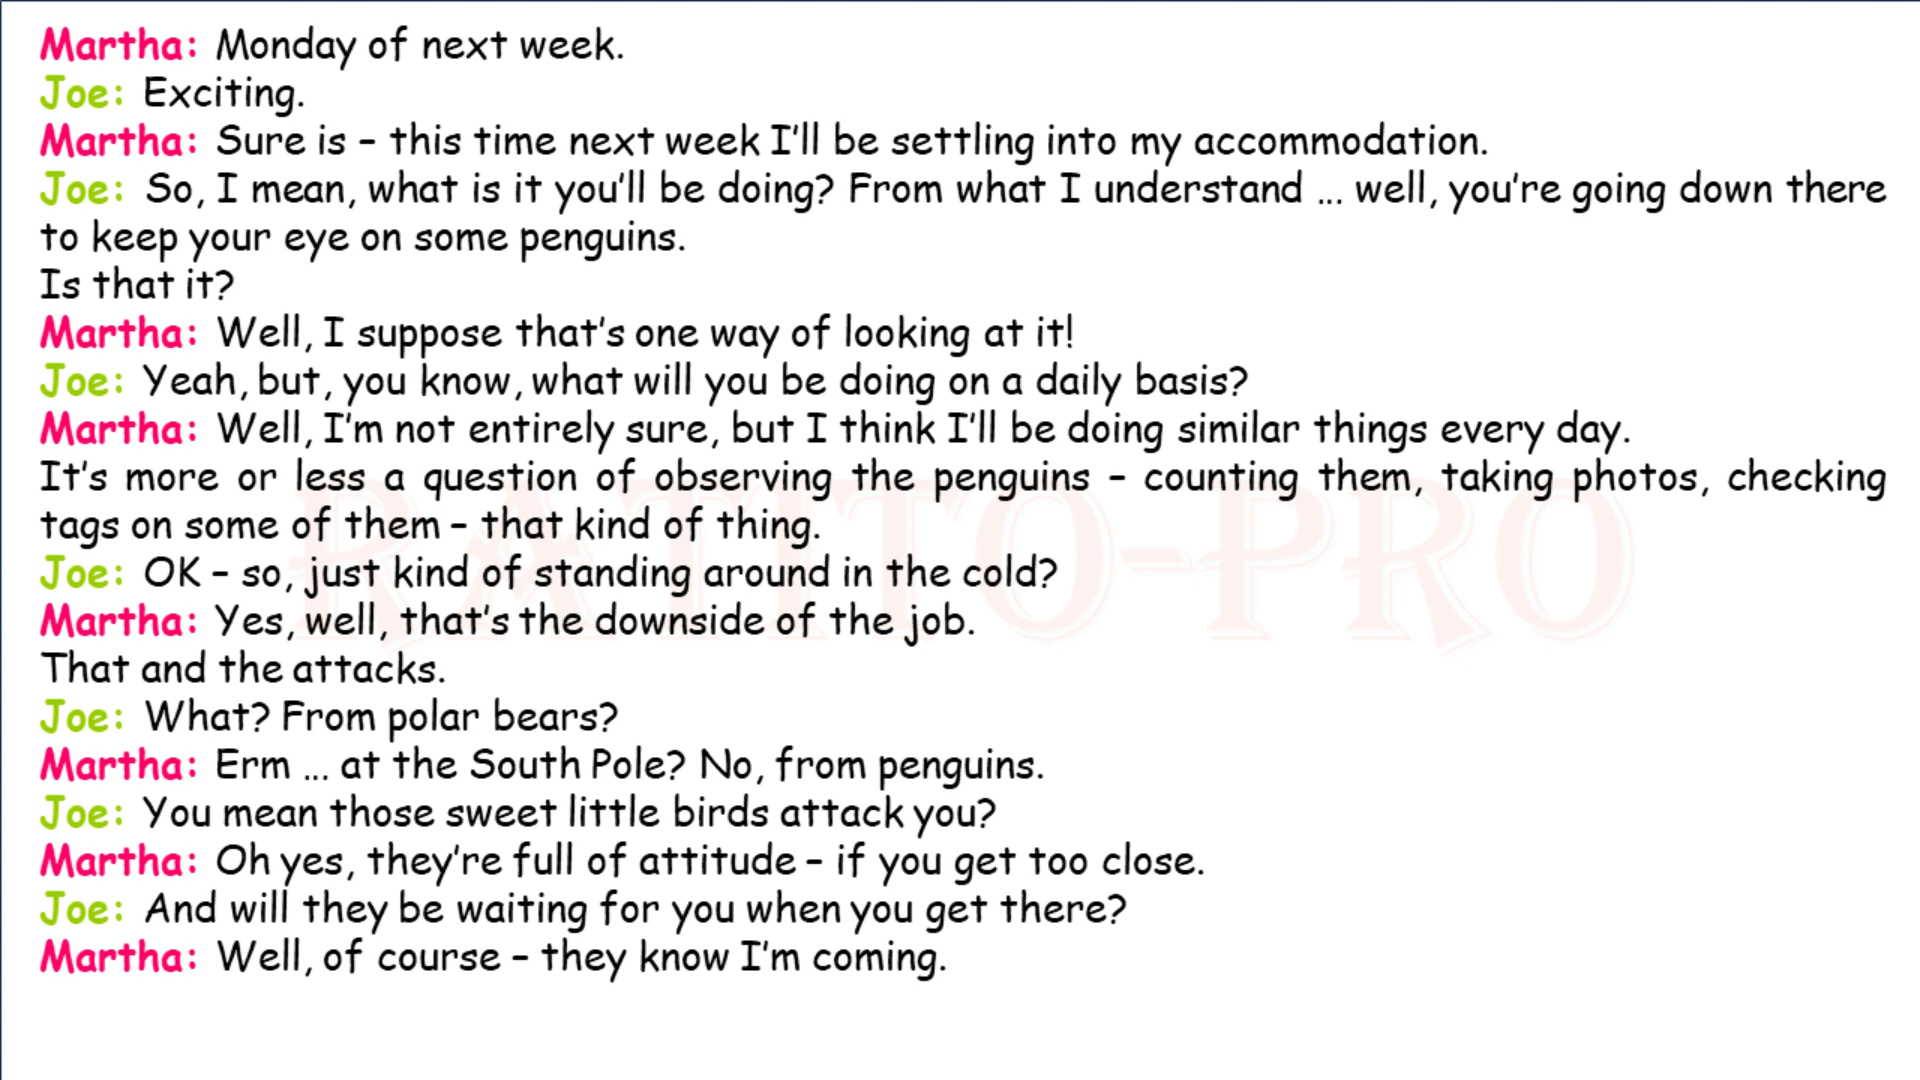 Martha: Monday of next week.
Joe: Exciting.
Martha: Sure is – this time next week I'll be settling into my accommodation.
Joe: So, I mean, what is it you'll be doing? From what I understand ... well, you're going down there
to keep your eye on some penguins.
Is that it?
Martha: Well, I suppose that's one way of looking at it!
Joe: Yeah, but, you know, what will you be doing on a daily basis?
Martha: Well, I'm not entirely sure, but I think I'll be doing similar things every day.
It's more or less a question of observing the penguins – counting them, taking photos, checking
tags on some of them – that kind of thing.
RATITO-PRO
Joe: OK – so, just kind of standing around in the cold?
Martha: Yes, well, that's the downside of the job.
That and the attacks.
Joe: What? From polar bears?
Martha: Erm ... at the South Pole? No, from penguins.
Joe: You mean those sweet little birds attack you?
Martha: Oh yes, they're full of attitude – if you get too close.
Joe: And will they be waiting for you when you get there?
Martha: Well, of course – they know I'm coming.